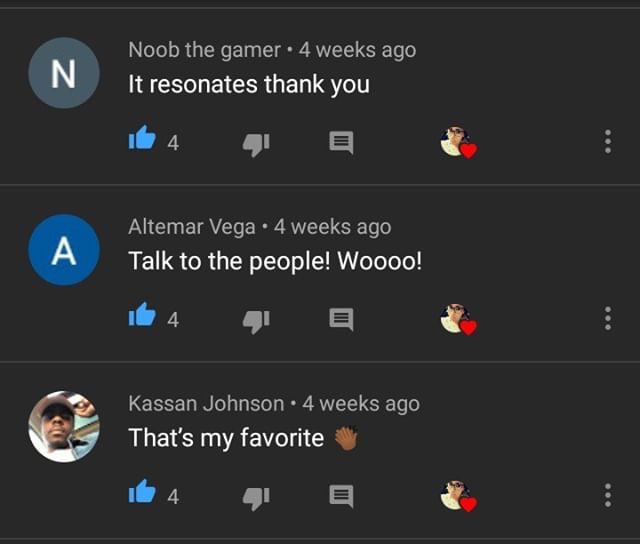 N
Noob the gamer • 4 weeks ago
It resonates thank you
4
A
Altemar Vega • 4 weeks ago
Talk to the people! Woooo!
4
Kassan Johnson • 4 weeks ago
That's my favorite 👏🏾
4